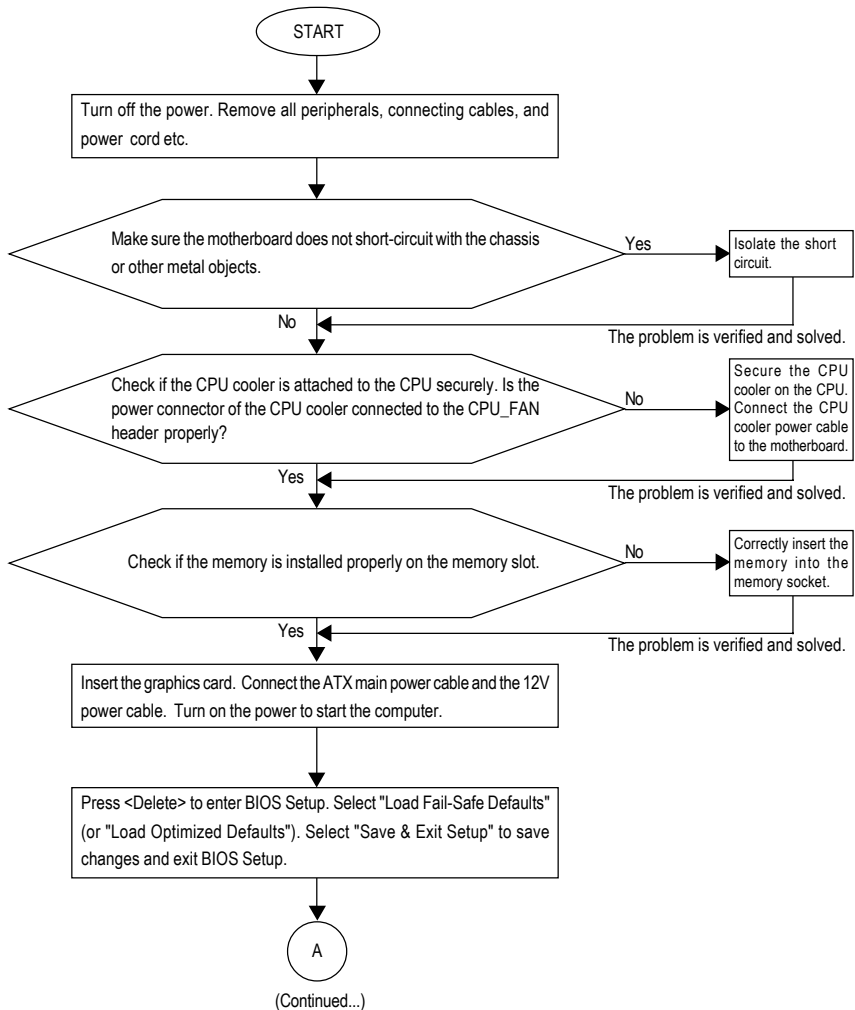 START
Turn off the power. Remove all peripherals, connecting cables, and
power cord etc.
Make sure the motherboard does not short-circuit with the chassis
or other metal objects.
Yes
Isolate the short
circuit.
No
The problem is verified and solved.
Check if the CPU cooler is attached to the CPU securely. Is the
power connector of the CPU cooler connected to the CPU_FAN
header properly?
No
Secure the CPU
cooler on the CPU.
Connect the CPU
cooler power cable
to the motherboard.
Yes
The problem is verified and solved.
Check if the memory is installed properly on the memory slot.
No
Correctly insert the
memory into the
memory socket.
Yes
The problem is verified and solved.
Insert the graphics card. Connect the ATX main power cable and the 12V
power cable. Turn on the power to start the computer.
Press <Delete> to enter BIOS Setup. Select "Load Fail-Safe Defaults"
(or "Load Optimized Defaults"). Select "Save & Exit Setup" to save
changes and exit BIOS Setup.
A
(Continued...)